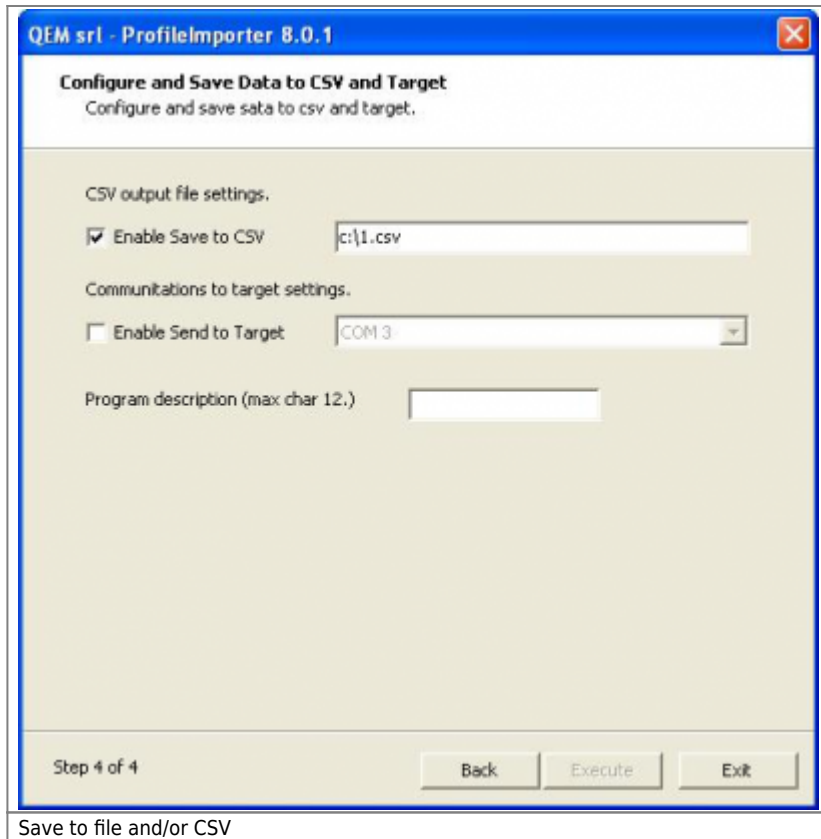 QEM srl - ProfileImporter 8.0.1
Configure and Save Data to CSV and Target
Configure and save sata to csv and target.
CSV output file settings.
Enable Save to CSV c:\1.csv
Communitations to target settings.
Enable Send to Target COM 3
Program description (max char 12.)
Step 4 of 4 Back Execute Exit
Save to file and/or CSV